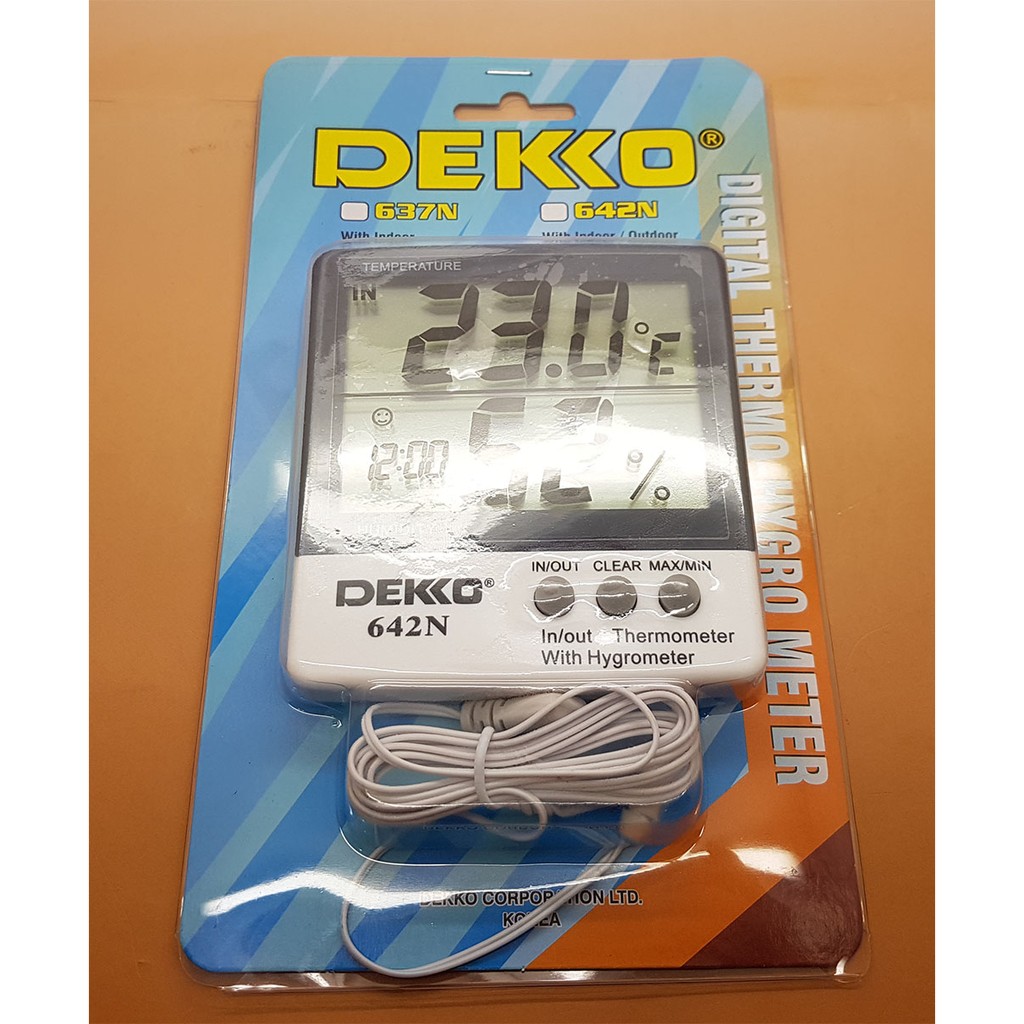 DEKKO®
637N
642N
With Indoor
With Indoor / Outdoor
DIGITAL THERMO HYGRO METER
TEMPERATURE
IN
23.0°C
12:00
52%
DEKKO®
642N
IN/OUT CLEAR MAX/MIN
In/out Thermometer
With Hygrometer
DEKKO CORPORATION LTD.
KOREA